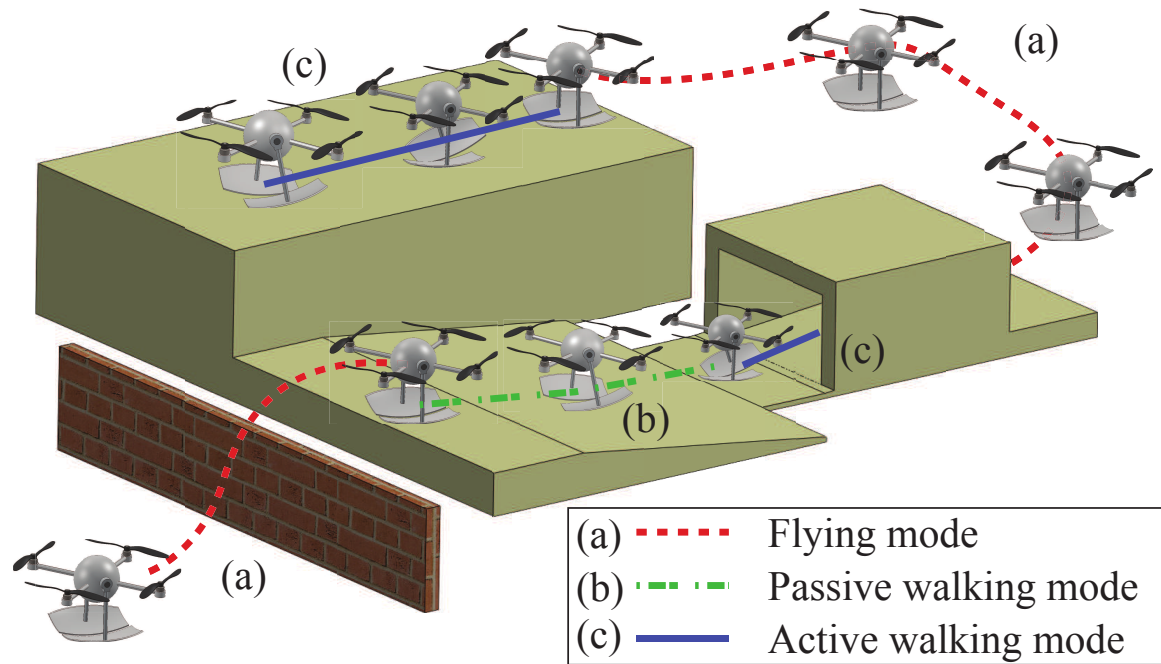 (c)
(a)
(c)
(b)
(a)
(a) Flying mode
(b) Passive walking mode
(c) Active walking mode